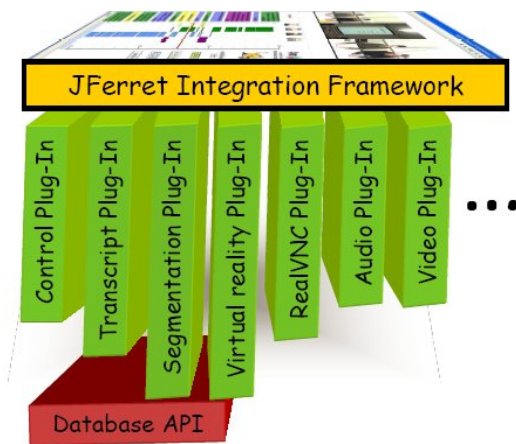 JFerret Integration Framework
Control Plug-In
Transcript Plug-In
Segmentation Plug-In
Virtual reality Plug-In
RealVNC Plug-In
Audio Plug-In
Video Plug-In
...
Database API